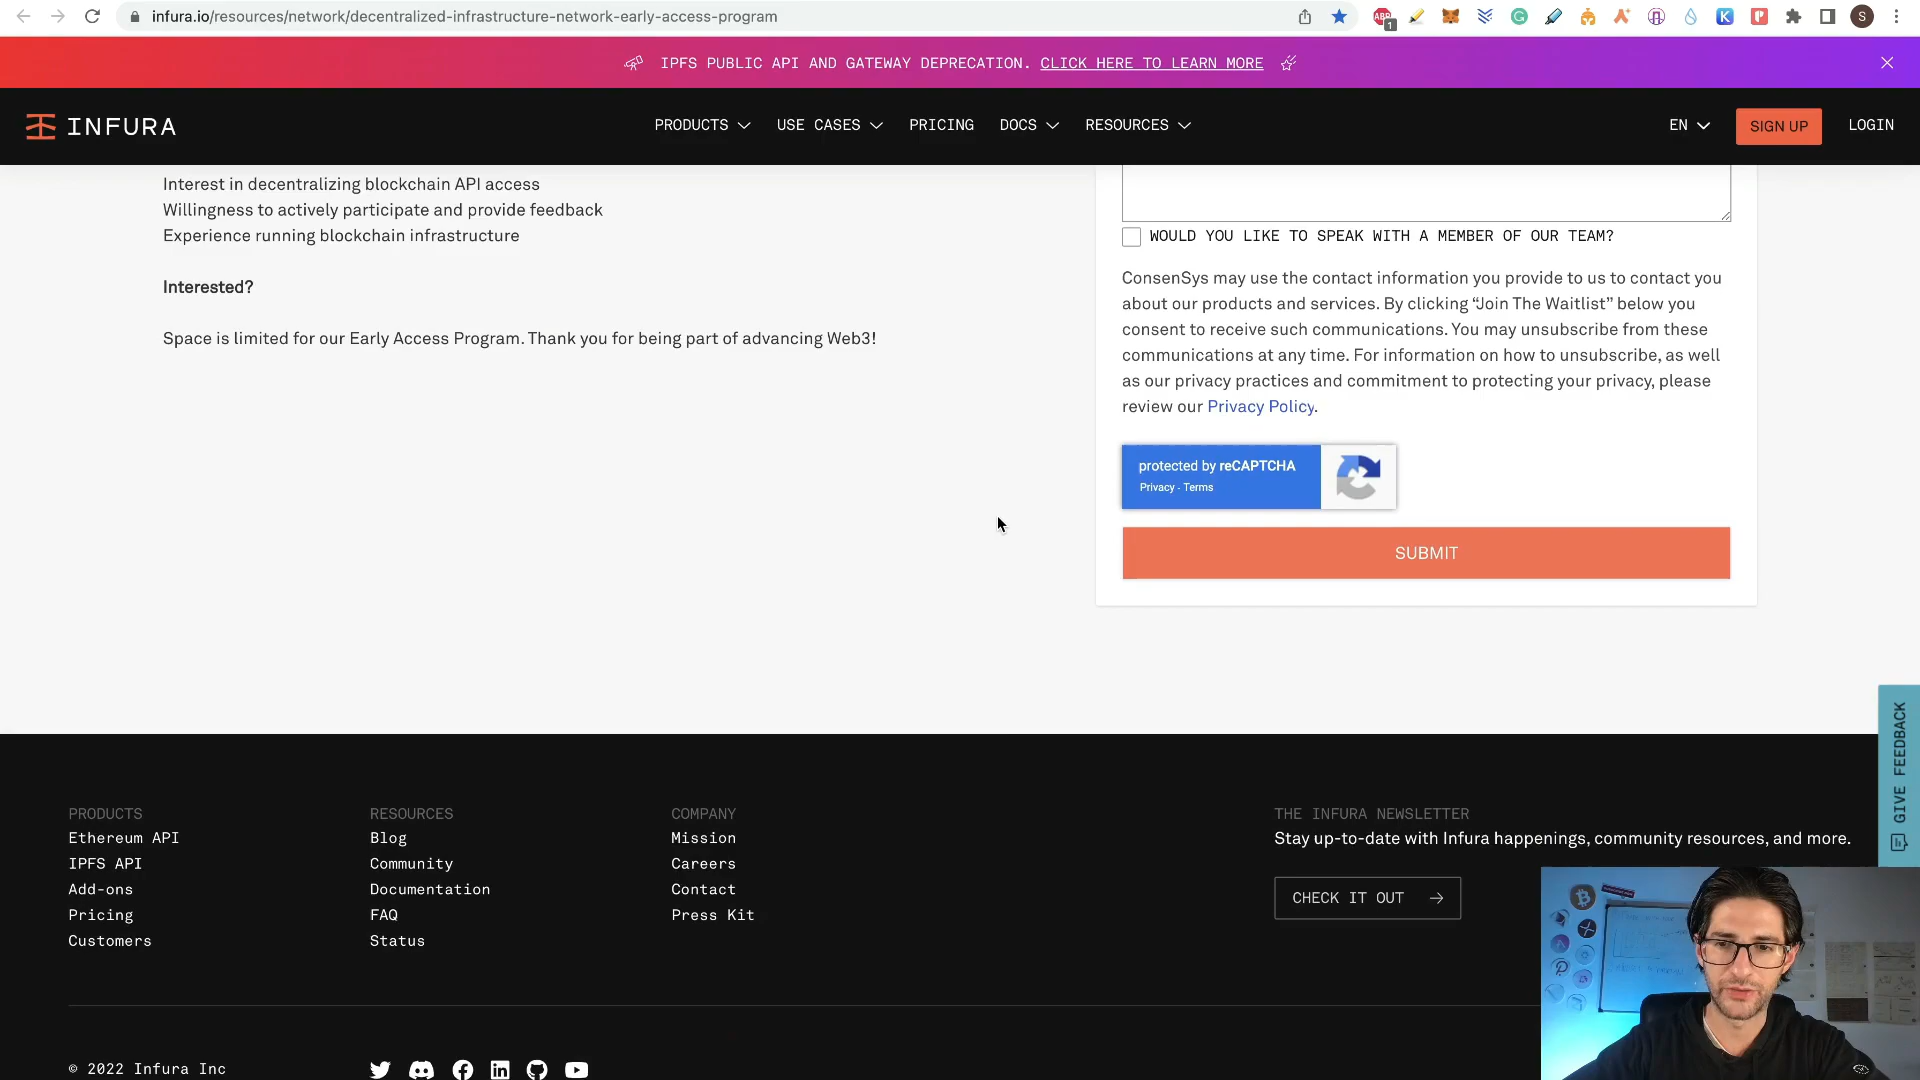 infura.io/resources/network/decentralized-infrastructure-network-early-access-program
ABP
1
S
IPFS PUBLIC API AND GATEWAY DEPRECATION. CLICK HERE TO LEARN MORE
INFURA
PRODUCTS
USE CASES
PRICING
DOCS
RESOURCES
EN
SIGN UP
LOGIN
Interest in decentralizing blockchain API access
Willingness to actively participate and provide feedback
Experience running blockchain infrastructure
Interested?
Space is limited for our Early Access Program. Thank you for being part of advancing Web3!
WOULD YOU LIKE TO SPEAK WITH A MEMBER OF OUR TEAM?
ConsenSys may use the contact information you provide to us to contact you
about our products and services. By clicking “Join The Waitlist” below you
consent to receive such communications. You may unsubscribe from these
communications at any time. For information on how to unsubscribe, as well
as our privacy practices and commitment to protecting your privacy, please
review our Privacy Policy.
protected by reCAPTCHA
Privacy - Terms
SUBMIT
GIVE FEEDBACK
PRODUCTS
Ethereum API
IPFS API
Add-ons
Pricing
Customers
RESOURCES
Blog
Community
Documentation
FAQ
Status
COMPANY
Mission
Careers
Contact
Press Kit
THE INFURA NEWSLETTER
Stay up-to-date with Infura happenings, community resources, and more.
CHECK IT OUT
© 2022 Infura Inc